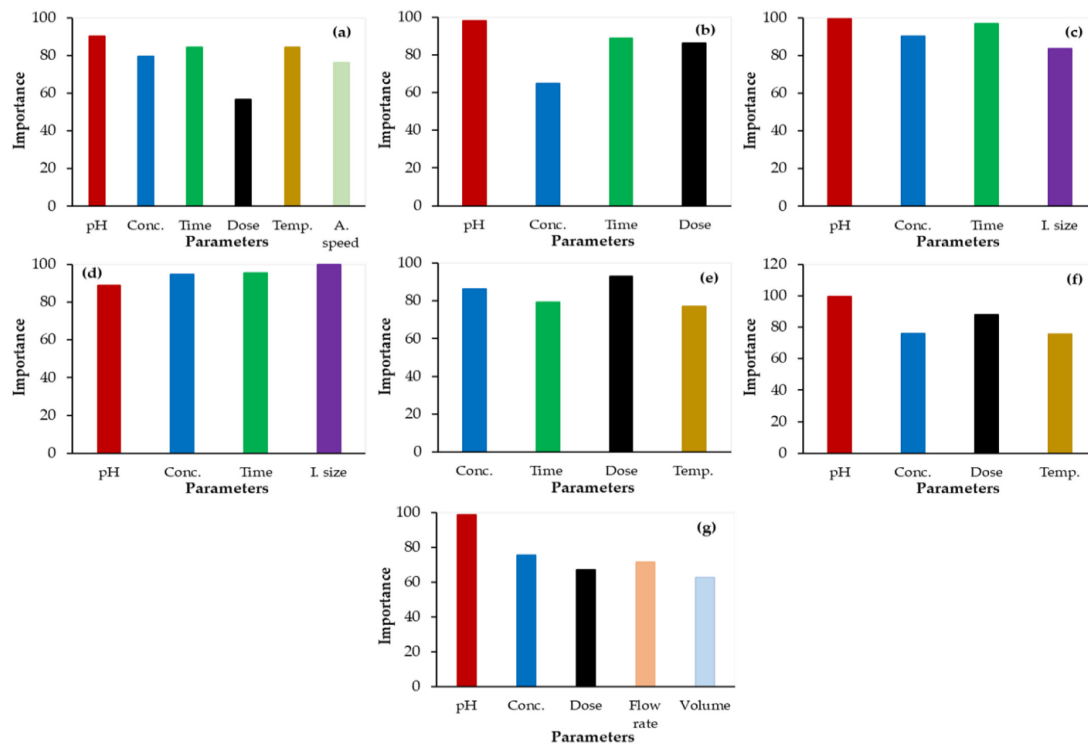 (a)
Importance
100
80
60
40
20
0
pH Conc. Time Dose Temp. A. speed
Parameters
(b)
Importance
100
80
60
40
20
0
pH Conc. Time Dose
Parameters
(c)
Importance
100
80
60
40
20
0
pH Conc. Time I. size
Parameters
(d)
Importance
100
80
60
40
20
0
pH Conc. Time I. size
Parameters
(e)
Importance
100
80
60
40
20
0
Conc. Time Dose Temp.
Parameters
(f)
Importance
120
100
80
60
40
20
0
pH Conc. Dose Temp.
Parameters
(g)
Importance
100
80
60
40
20
0
pH Conc. Dose Flow rate Volume
Parameters